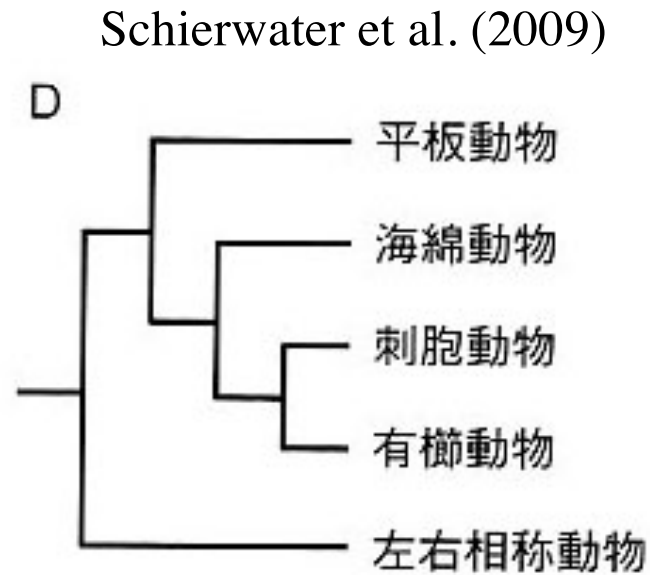 Schierwater et al. (2009)
D
平板動物
海綿動物
刺胞動物
有櫛動物
左右相称動物